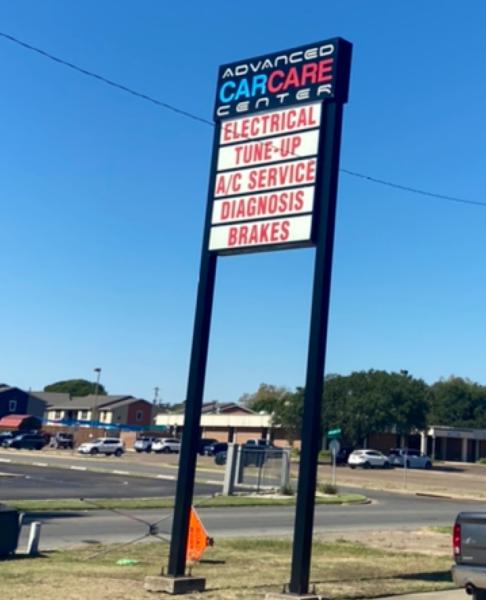 ADVANCED
CARCARE
CENTER
ELECTRICAL
TUNE-UP
A/C SERVICE
DIAGNOSIS
BRAKES